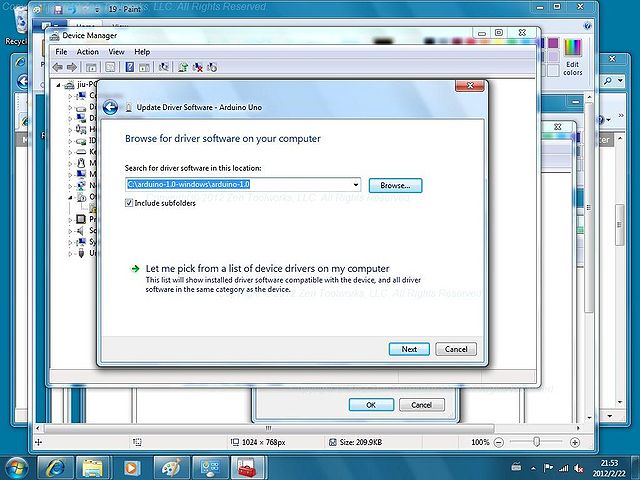 Copyright © 2012 Zen Toolworks, LLC. All Rights Reserved
19 - Paint
Device Manager
File Action View Help
Edit
colors
Recycl
jiu-PC
Update Driver Software - Arduino Uno
Browse for driver software on your computer
Search for driver software in this location:
C:\arduino-1.0-windows\arduino-1.0
Browse...
2012 Zen Toolworks, LLC. All Rights Reserved
Include subfolders
Let me pick from a list of device drivers on my computer
This list will show installed driver software compatible with the device, and all driver
software in the same category as the device.
Zen Toolworks, LLC. All Rights Reserved
Next
Cancel
OK
Cancel
1024 × 768px
Size: 209.9KB
100%
21:53
2012/2/22